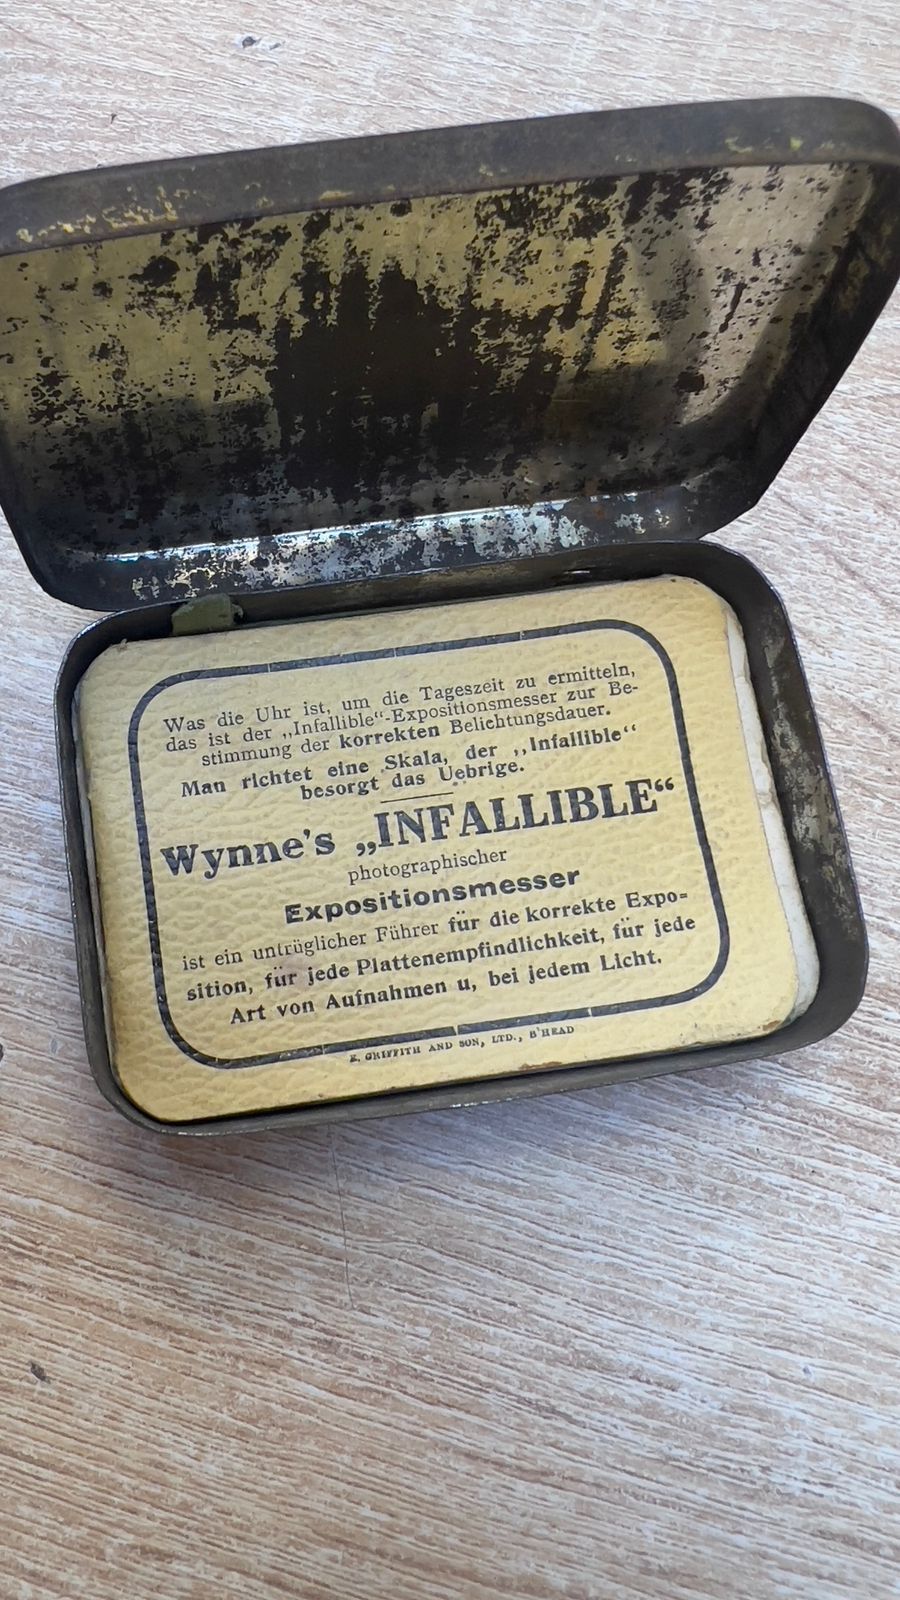 Was die Uhr ist, um die Tageszeit zu ermitteln,
das ist der „Infallible“-Expositionsmesser zur Be-
stimmung der korrekten Belichtungsdauer.
Man richtet eine Skala, der ,,Infallible“
besorgt das Uebrige.
Wynne's „INFALLIBLE“
photographischer
Expositionsmesser
ist ein untrüglicher Führer für die korrekte Expo-
sition, für jede Plattenempfindlichkeit, für jede
Art von Aufnahmen u, bei jedem Licht.
E. GRIFFITH AND SON, LTD., B'HEAD